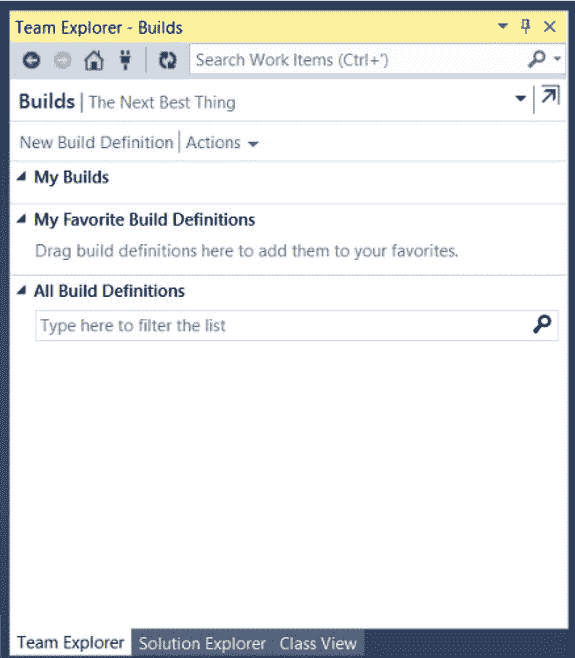 Team Explorer - Builds
Search Work Items (Ctrl+')
Builds | The Next Best Thing
New Build Definition | Actions
My Builds
My Favorite Build Definitions
Drag build definitions here to add them to your favorites.
All Build Definitions
Type here to filter the list
Team Explorer Solution Explorer Class View